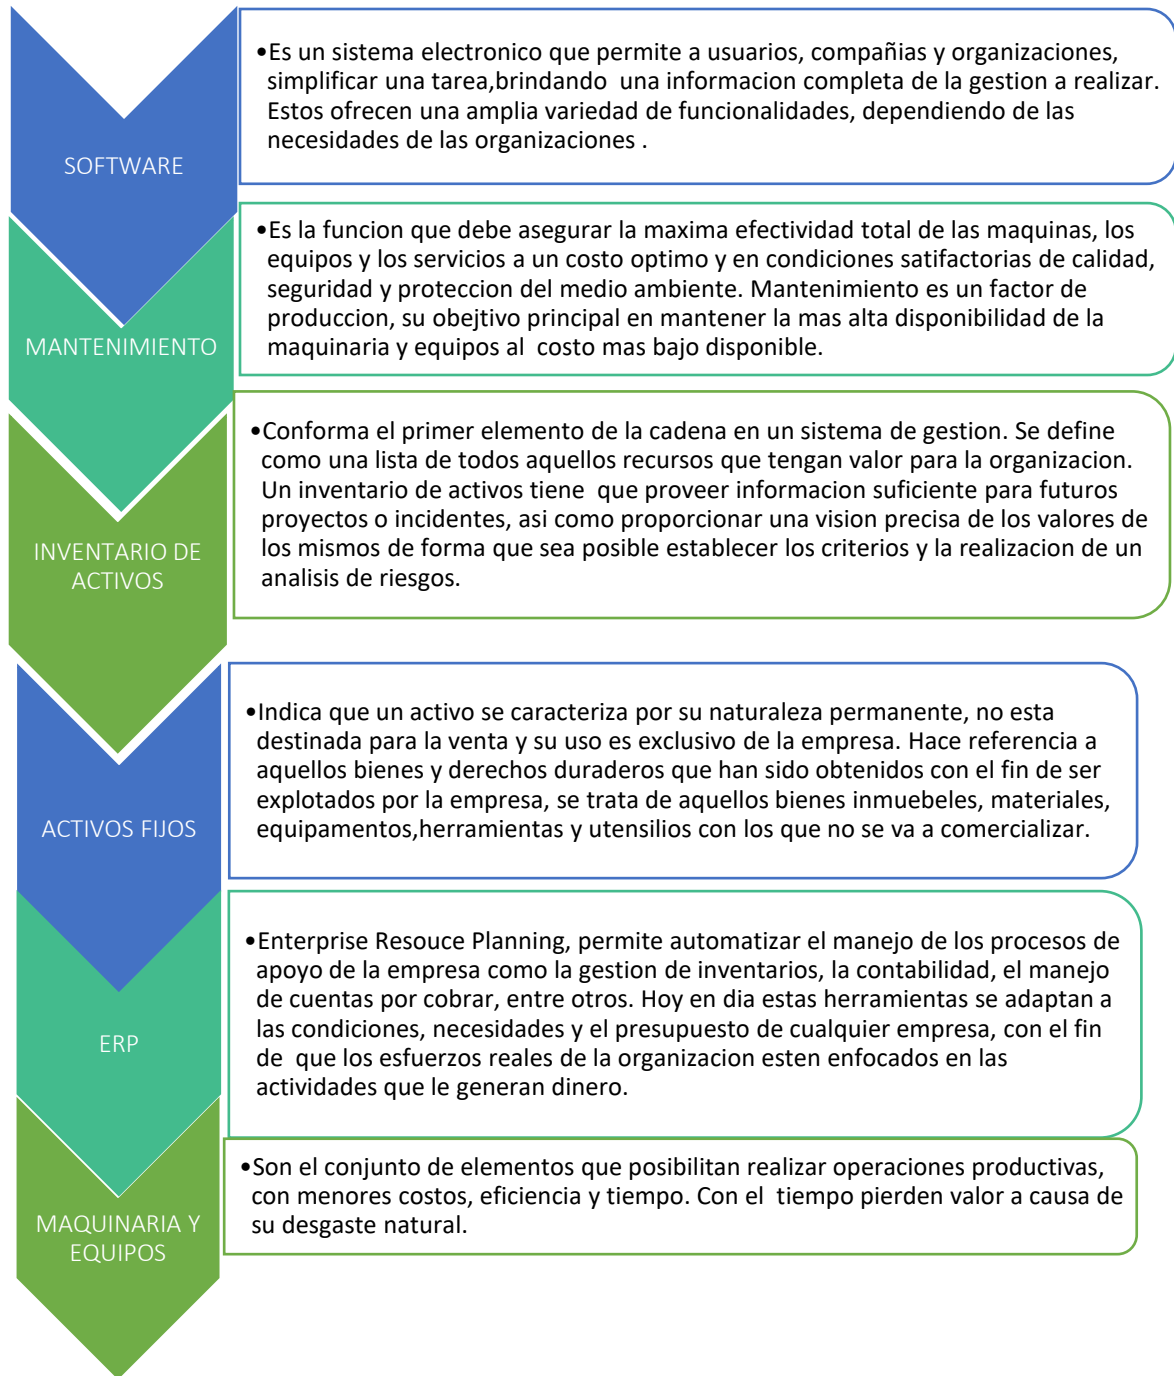 SOFTWARE
•Es un sistema electronico que permite a usuarios, compañias y organizaciones,
simplificar una tarea,brindando una informacion completa de la gestion a realizar.
Estos ofrecen una amplia variedad de funcionalidades, dependiendo de las
necesidades de las organizaciones .
MANTENIMIENTO
•Es la funcion que debe asegurar la maxima efectividad total de las maquinas, los
equipos y los servicios a un costo optimo y en condiciones satifactorias de calidad,
seguridad y proteccion del medio ambiente. Mantenimiento es un factor de
produccion, su obejtivo principal en mantener la mas alta disponibilidad de la
maquinaria y equipos al costo mas bajo disponible.
INVENTARIO DE
ACTIVOS
•Conforma el primer elemento de la cadena en un sistema de gestion. Se define
como una lista de todos aquellos recursos que tengan valor para la organizacion.
Un inventario de activos tiene que proveer informacion suficiente para futuros
proyectos o incidentes, asi como proporcionar una vision precisa de los valores de
los mismos de forma que sea posible establecer los criterios y la realizacion de un
analisis de riesgos.
ACTIVOS FIJOS
•Indica que un activo se caracteriza por su naturaleza permanente, no esta
destinada para la venta y su uso es exclusivo de la empresa. Hace referencia a
aquellos bienes y derechos duraderos que han sido obtenidos con el fin de ser
explotados por la empresa, se trata de aquellos bienes inmuebeles, materiales,
equipamentos,herramientas y utensilios con los que no se va a comercializar.
ERP
•Enterprise Resouce Planning, permite automatizar el manejo de los procesos de
apoyo de la empresa como la gestion de inventarios, la contabilidad, el manejo
de cuentas por cobrar, entre otros. Hoy en dia estas herramientas se adaptan a
las condiciones, necesidades y el presupuesto de cualquier empresa, con el fin
de que los esfuerzos reales de la organizacion esten enfocados en las
actividades que le generan dinero.
MAQUINARIA Y
EQUIPOS
•Son el conjunto de elementos que posibilitan realizar operaciones productivas,
con menores costos, eficiencia y tiempo. Con el tiempo pierden valor a causa de
su desgaste natural.